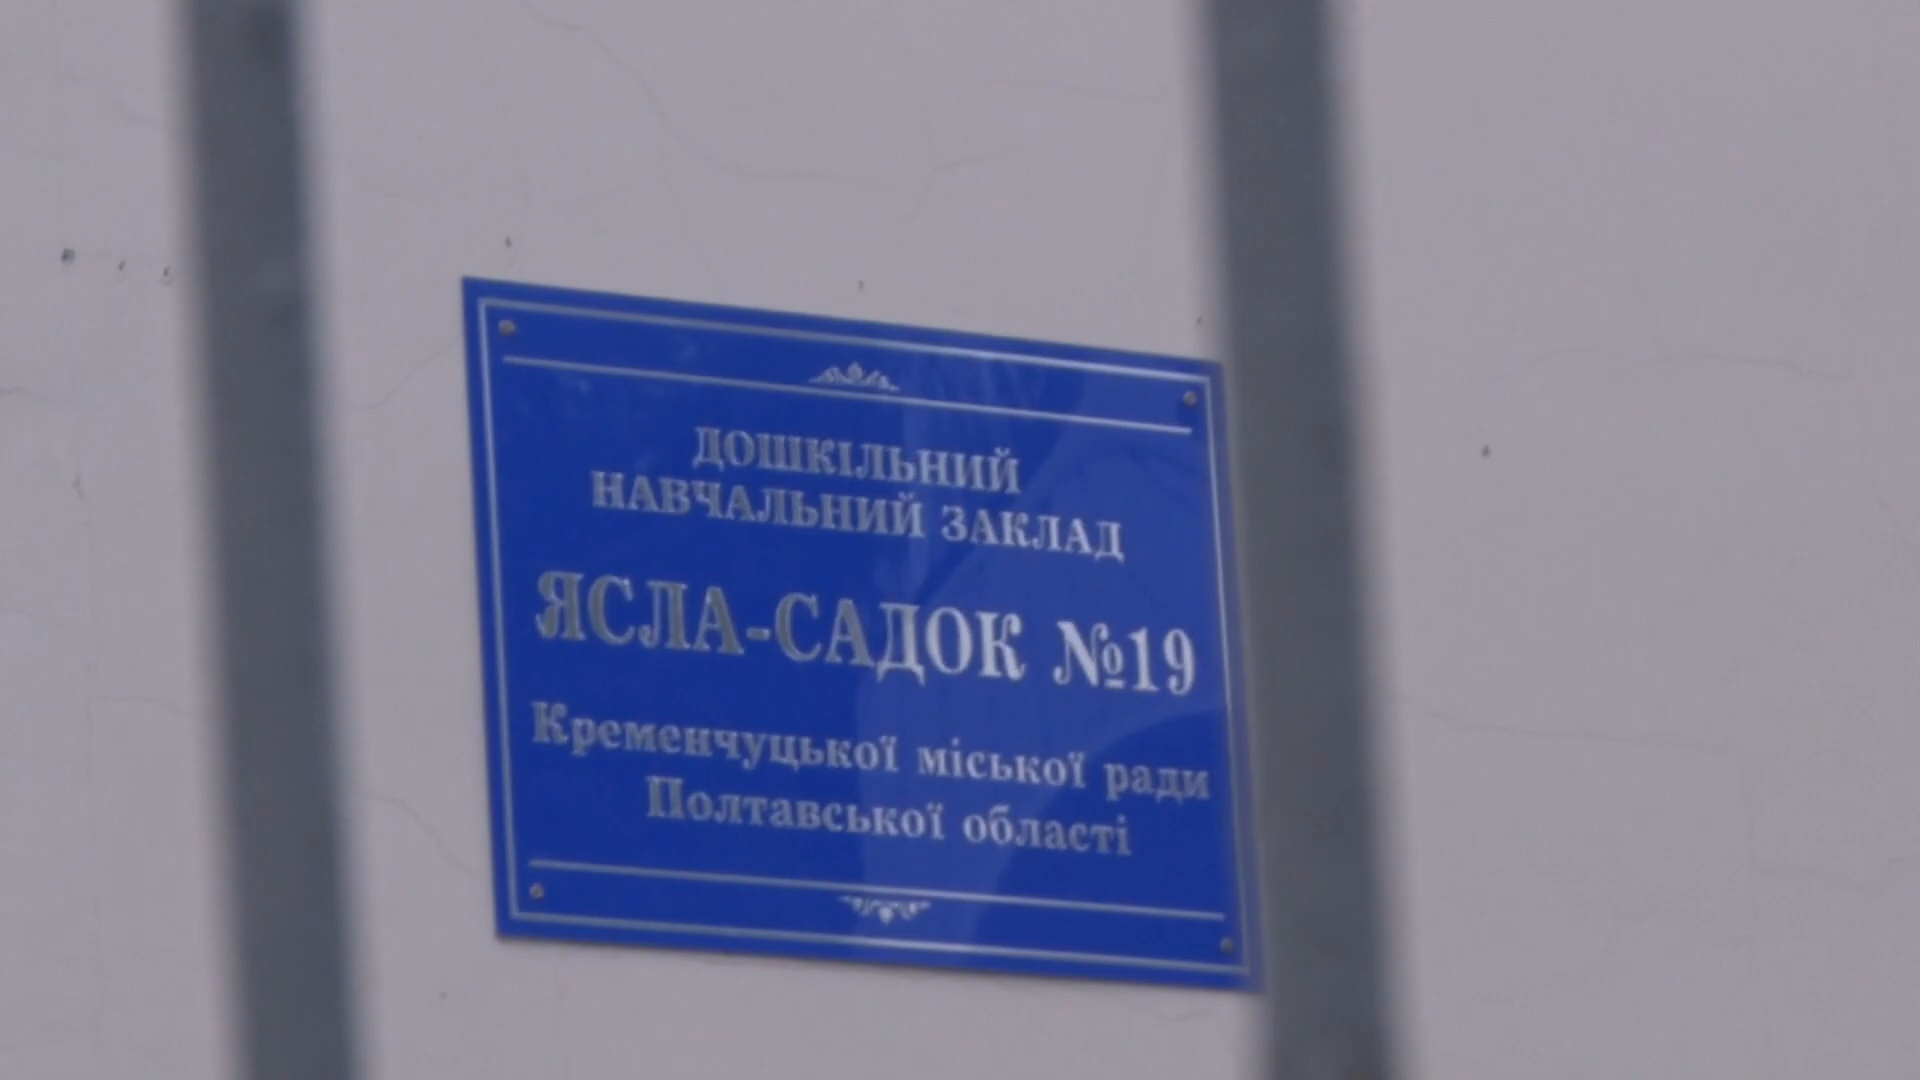 ДОШКІЛЬНИЙ
НАВЧАЛЬНИЙ ЗАКЛАД
ЯСЛА-САДОК №19
Кременчуцької міської ради
Полтавської області